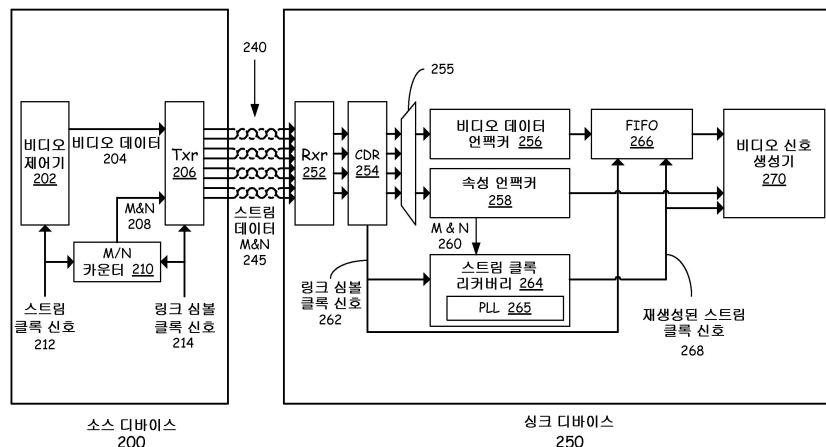 240
255
비디오
제어기
202
비디오 데이터
204
Txr
206
M&N
208
M/N
카운터 210
스트림
클록 신호
212
링크 심볼
클록 신호
214
스트림
데이터
M&N
245
Rxr
252
CDR
254
비디오 데이터
언팩커 256
FIFO
266
비디오 신호
생성기
270
속성 언팩커
258
M & N
260
스트림 클록
리커버리 264
PLL 265
링크 심볼
클록 신호
262
재생성된 스트림
클록 신호
268
소스 디바이스
200
싱크 디바이스
250